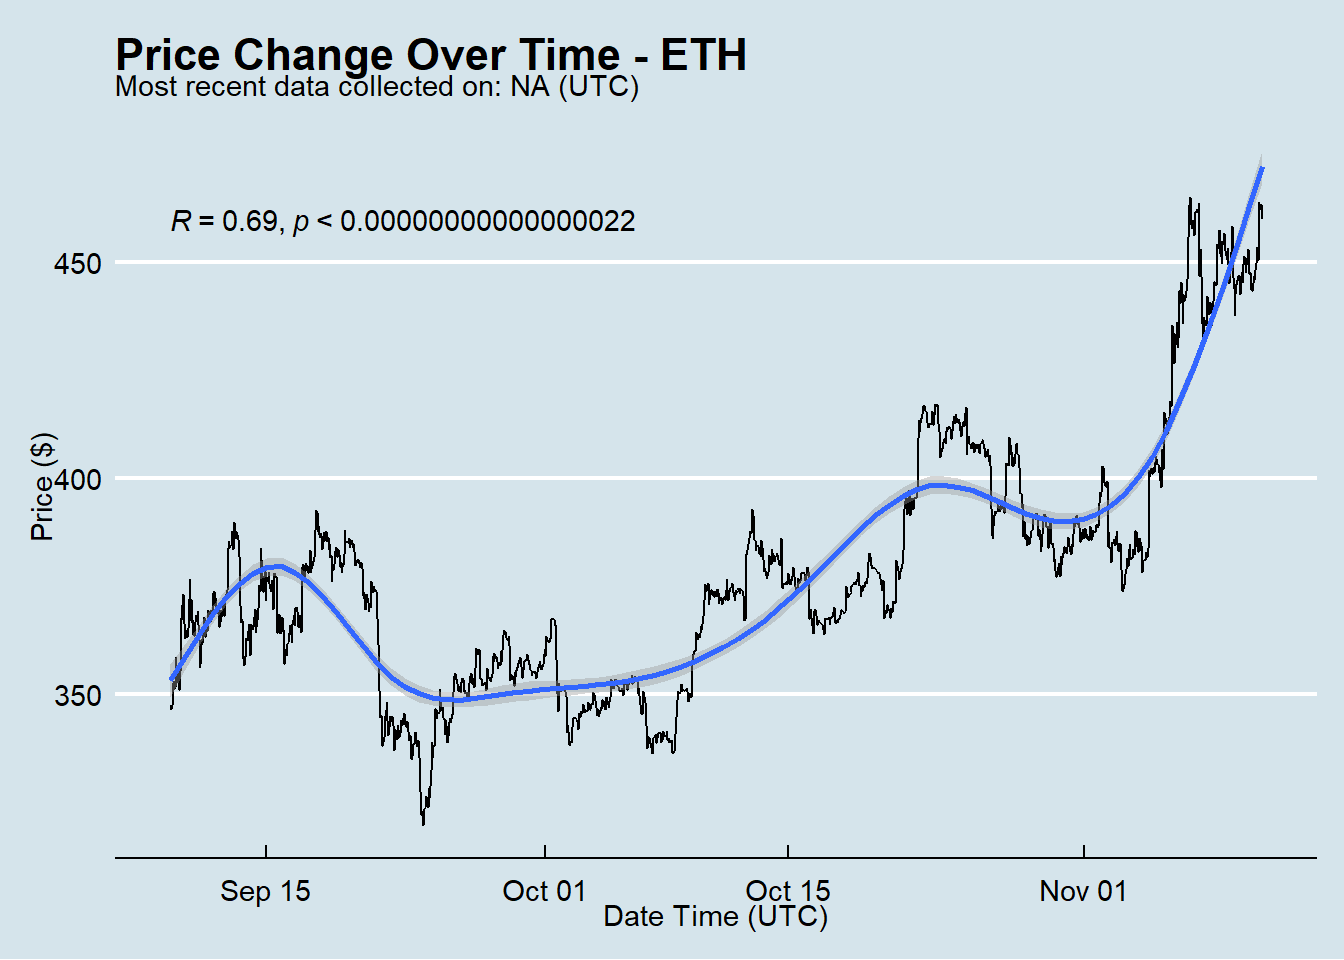 Price Change Over Time - ETH
Most recent data collected on: NA (UTC)
R = 0.69, p < 0.00000000000000022
450
400
350
Price ($)
Sep 15
Oct 01
Oct 15
Nov 01
Date Time (UTC)